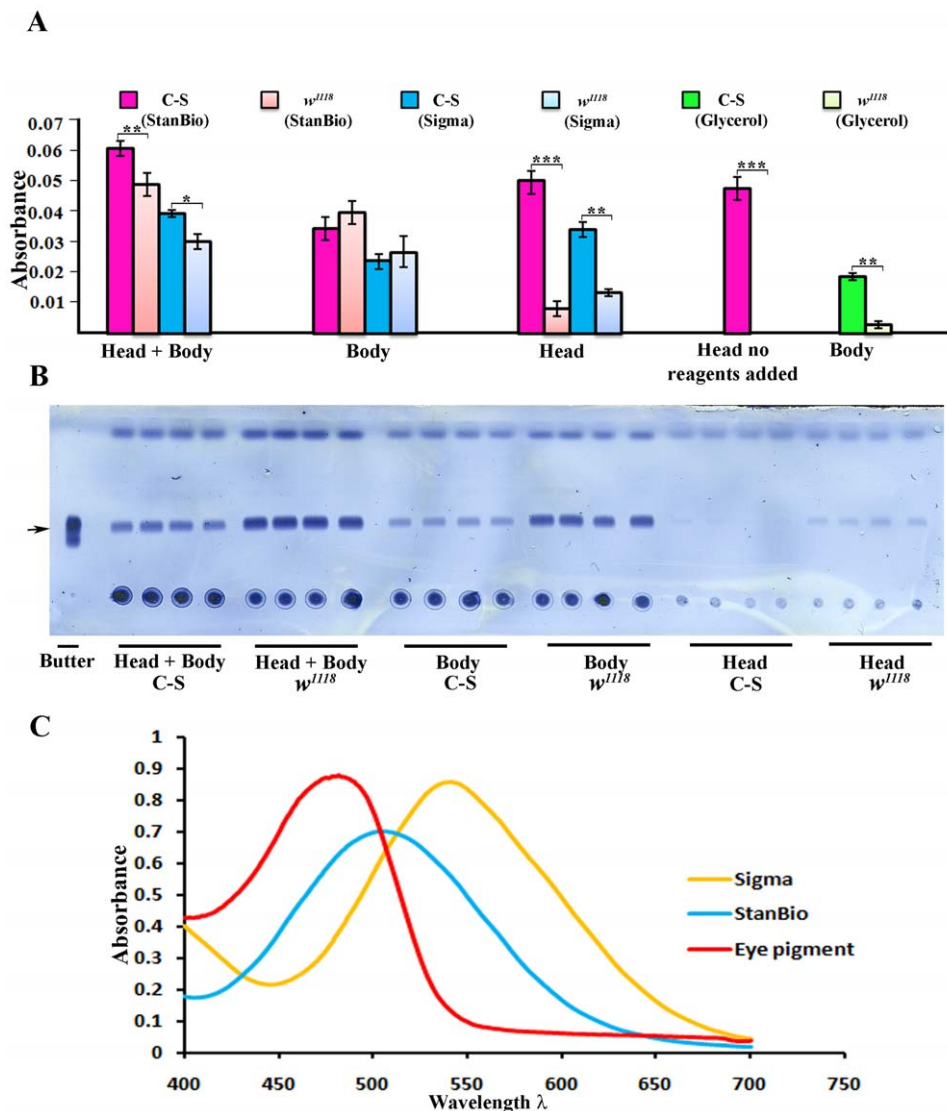 A
C-S w1118 C-S w1118 C-S w1118
(StanBio) (StanBio) (Sigma) (Sigma) (Glycerol) (Glycerol)
0.07
0.06
0.05
0.04
0.03
0.02
0.01
Absorbance
** * *** ** *** **
Head + Body Body Head Head no Body
reagents added
B
Butter Head + Body Head + Body Body Body Head Head
C-S w1118 C-S w1118 C-S w1118
C
1
0.9
0.8
0.7
0.6
0.5
0.4
0.3
0.2
0.1
0
Absorbance
Sigma
StanBio
Eye pigment
400 450 500 550 600 650 700 750
Wavelength λ